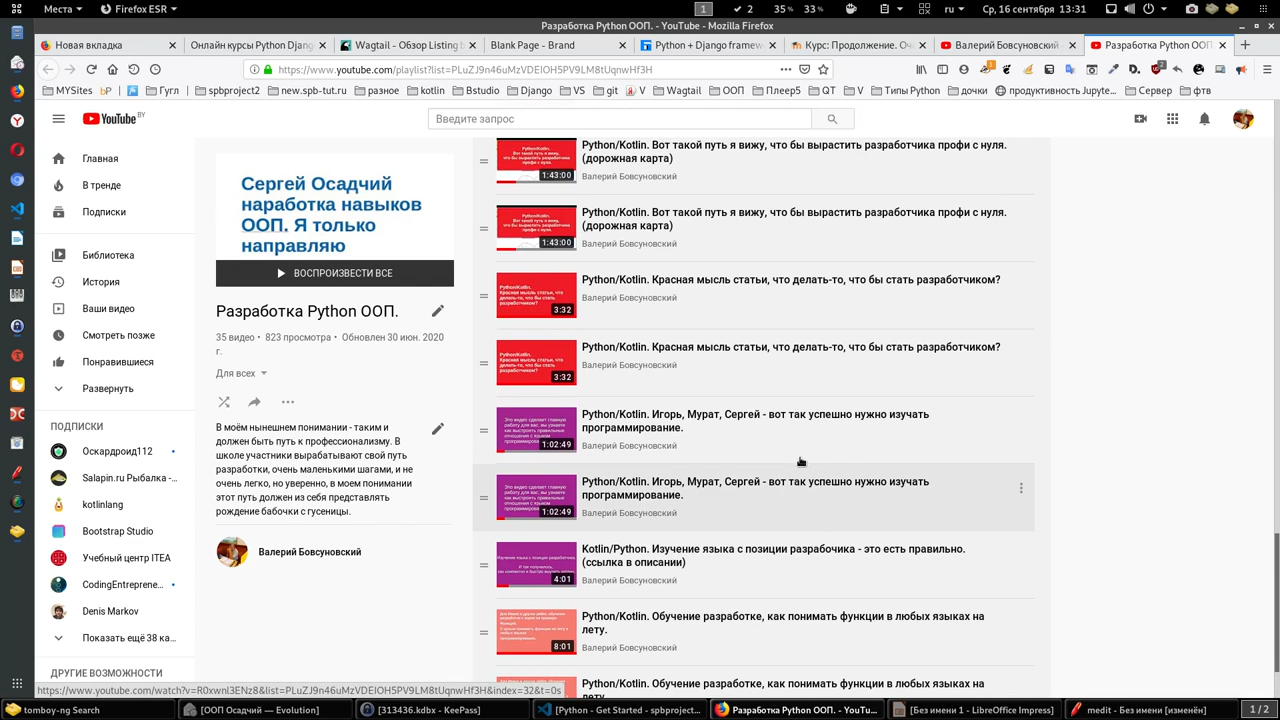 Места
Firefox ESR
1
2
35 %
33 %
ru
Ср, 16 сентября 13:31
Разработка Python ООП. - YouTube - Mozilla Firefox
Новая вкладка
Онлайн курсы Python Djan
Wagtail - Обзор Listing
Blank Page - Brand
Python + Django framew
Курс: Продолжение. Оч
Валерий Бовсуновский -
Разработка Python ООП
https://www.youtube.com/playlist?list=PLuZJ9n46uMzVDEIOH5PV9LM8tUqnwHf3H
MYSites
bP
Гугл
spbproject2
new.spb-tut.ru
разное
kotlin
Bstudio
Django
VS
git
V
Wagtail
ООП
Плеер5
QT
V
Типы Python
дочки
продуктивность Jupyte…
Сервер
фтв
YouTube BY
Введите запрос
Главная
В тренде
Подписки
Библиотека
История
Ваши видео
Смотреть позже
Понравившиеся
Развернуть
ПОДПИСКИ
Salapin.ru Рыбалка -…
kotlinlang
Bootstrap Studio
Учебный центр ITEA
CodingEntreprene…
Denis Markov
Показать ещё 38 ка…
ДРУГИЕ ВОЗМОЖНОСТИ
Сергей Осадчий
наработка навыков
ООП. Я только
направляю
ВОСПРОИЗВЕСТИ ВСЕ
Разработка Python ООП.
35 видео • 823 просмотра • Обновлен 30 июн. 2020
г.
Для всех
В моем нынешнем понимании - таким и
должен быть путь к профессионализму. В
школе участники вырабатывают свой путь
разработки, очень маленькими шагами, и не
очень легко, но уверенно, в моем понимании
этот путь должен из себя представлять
рождение бабочки с гусеницы.
Валерий Бовсуновский
Python/Kotlin. Вот такой путь я вижу, что бы вырастить разработчика профи с нуля.
(дорожная карта)
Валерий Бовсуновский
1:43:00
Python/Kotlin. Вот такой путь я вижу, что бы вырастить разработчика профи с нуля.
(дорожная карта)
Валерий Бовсуновский
1:43:00
Python/Kotlin. Красная мысль статьи, что делать-то, что бы стать разработчиком?
Валерий Бовсуновский
3:32
Python/Kotlin. Красная мысль статьи, что делать-то, что бы стать разработчиком?
Валерий Бовсуновский
3:32
Python/Kotlin. Игорь, Мурат, Сергей - вот так успешно нужно изучать
программирование.
Валерий Бовсуновский
1:02:49
Python/Kotlin. Игорь, Мурат, Сергей - вот так успешно нужно изучать
программирование.
Валерий Бовсуновский
1:02:49
Kotlin/Python. Изучение языка с позиции разрабочика - это есть правильно.
(ссылка в описании)
Валерий Бовсуновский
4:01
Python/Kotlin. Обучение разработке, как понимать функции в любых языках на
лету.
Валерий Бовсуновский
8:01
Python/Kotlin. Обучение разработке, как понимать функции в любых языках на
лету.
https://www.youtube.com/watch?v=R0xwnl3ENz8&list=PLuZJ9n46uMzVDEIOH5PV9LM8tUqnwHf3H&index=32&t=0s
tomboy-ng Search
[ООП Осадчий — Evolution]
[313436.kdbx - KeePass]
[Python - Get Started - spbproject…
Разработка Python ООП. - YouTu…
[Без имени 1 - LibreOffice Impress]
medit - Без имени [изменён]
1 / 2